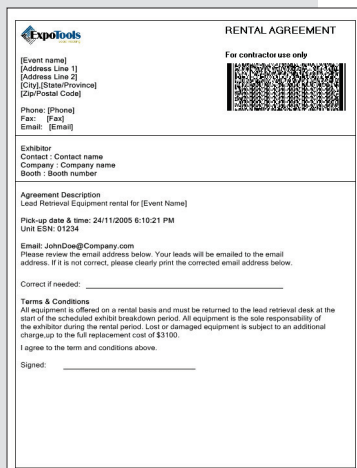 ExpoTools
RENTAL AGREEMENT
For contractor use only
[Event name]
[Address Line 1]
[Address Line 2]
[City],[State/Province]
[Zip/Postal Code]
Phone: [Phone]
Fax: [Fax]
Email: [Email]
Exhibitor
Contact : Contact name
Company : Company name
Booth : Booth number
Agreement Description
Lead Retrieval Equipment rental for [Event Name]
Pick-up date & time: 24/11/2005 6:10:21 PM
Unit ESN: 01234
Email: JohnDoe@Company.com
Please review the email address below. Your leads will be emailed to the email
address. If it is not correct, please clearly print the corrected email address below.
Correct if needed:
Terms & Conditions
All equipment is offered on a rental basis and must be returned to the lead retrieval desk at the
start of the scheduled exhibit breakdown period. All equipment is the sole responsability of
the exhibitor during the rental period. Lost or damaged equipment is subject to an additional
charge,up to the full replacement cost of $3100.
I agree to the term and conditions above.
Signed: